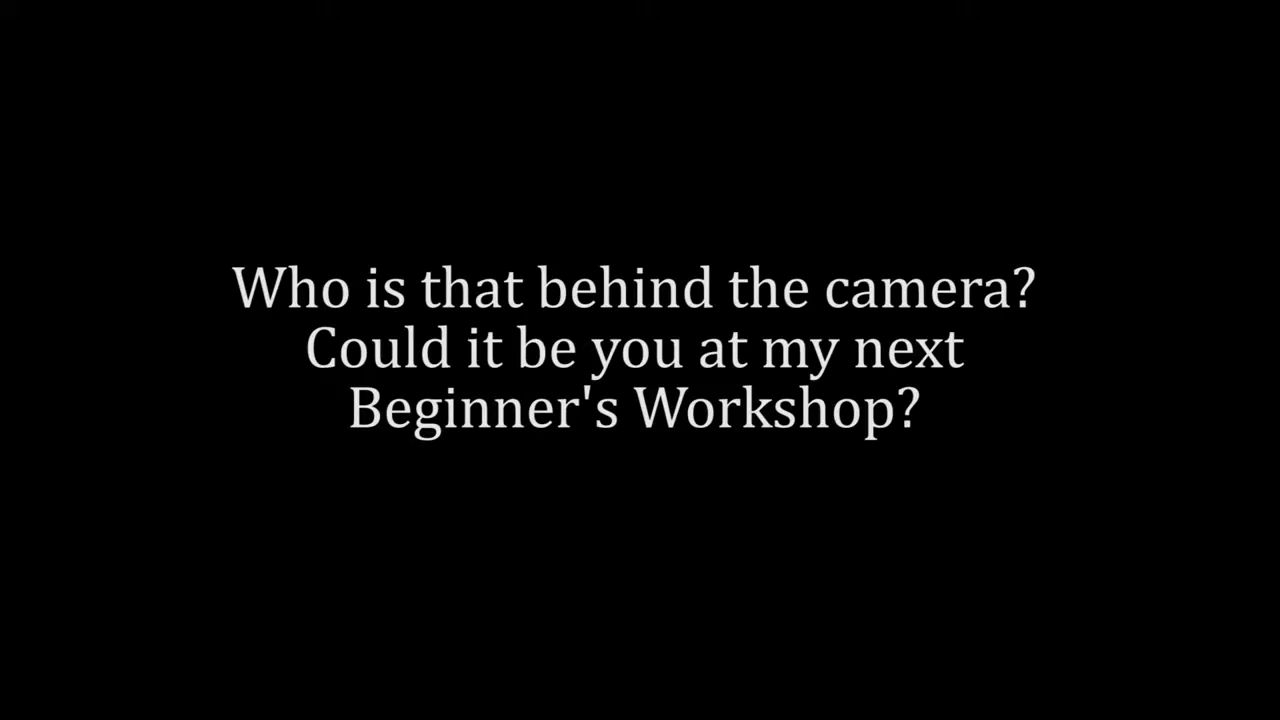 Who is that behind the camera?
Could it be you at my next
Beginner's Workshop?